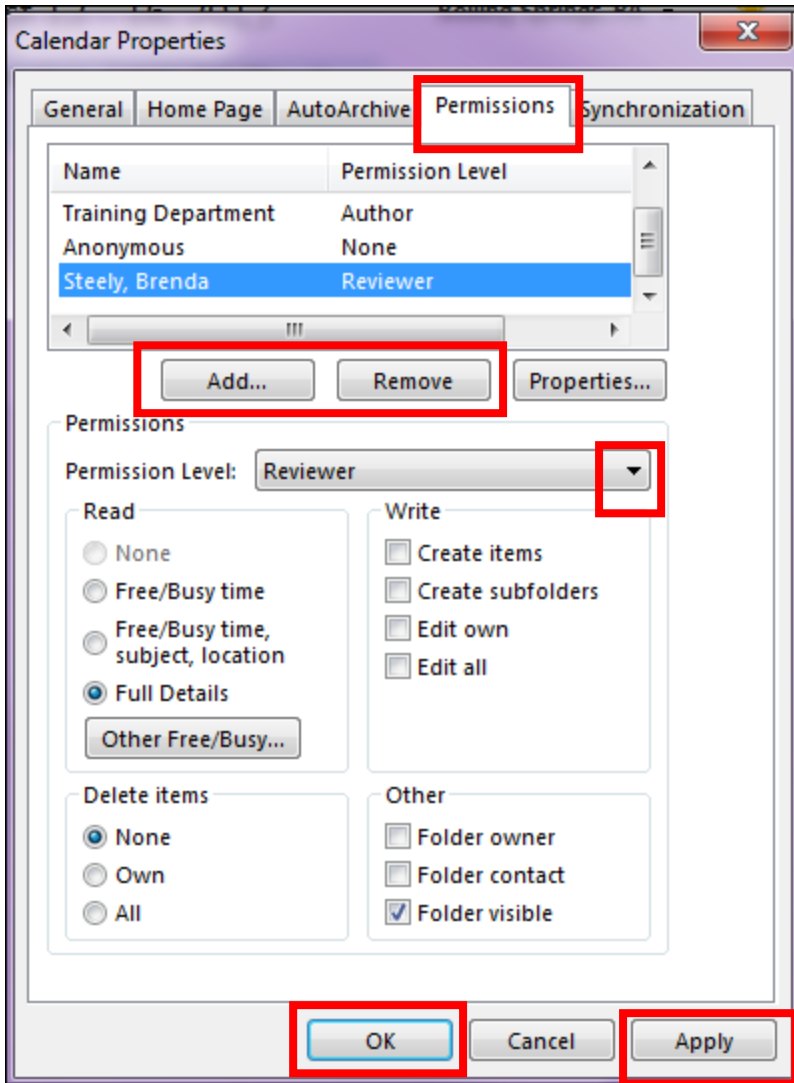 Calendar Properties
General Home Page AutoArchive Permissions Synchronization
Name Permission Level
Training Department Author
Anonymous None
Steely, Brenda Reviewer
Add... Remove Properties...
Permissions
Permission Level: Reviewer
Read Write
None Create items
Free/Busy time Create subfolders
Free/Busy time, Edit own
subject, location Edit all
Full Details
Other Free/Busy...
Delete items Other
None Folder owner
Own Folder contact
All Folder visible
OK Cancel Apply